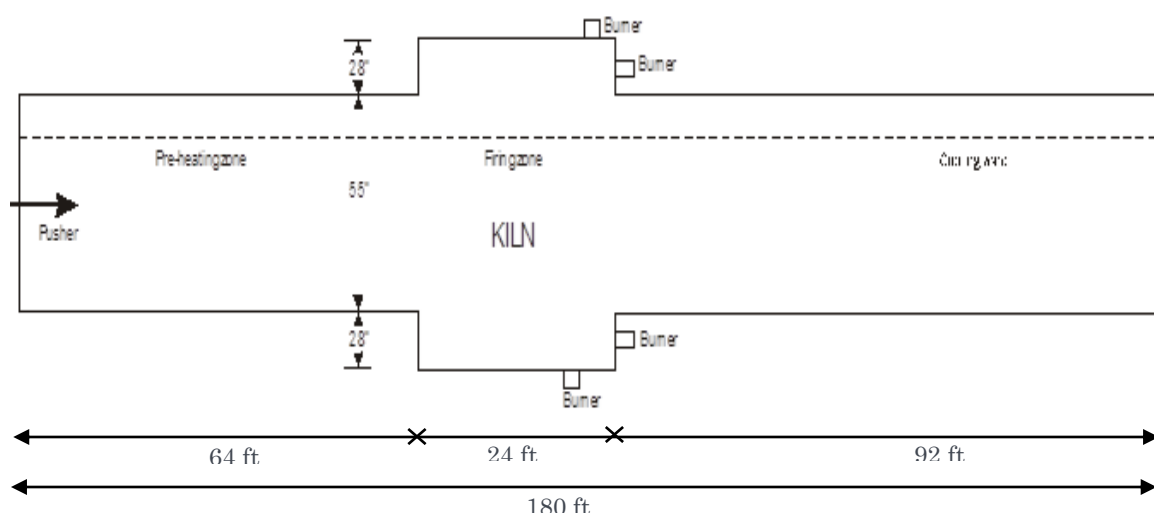 Burner
28"
Burner
Pre-heatingzone
Firingzone
55"
Pusher
KILN
28"
Burner
Burner
64 ft
24 ft
92 ft
180 ft